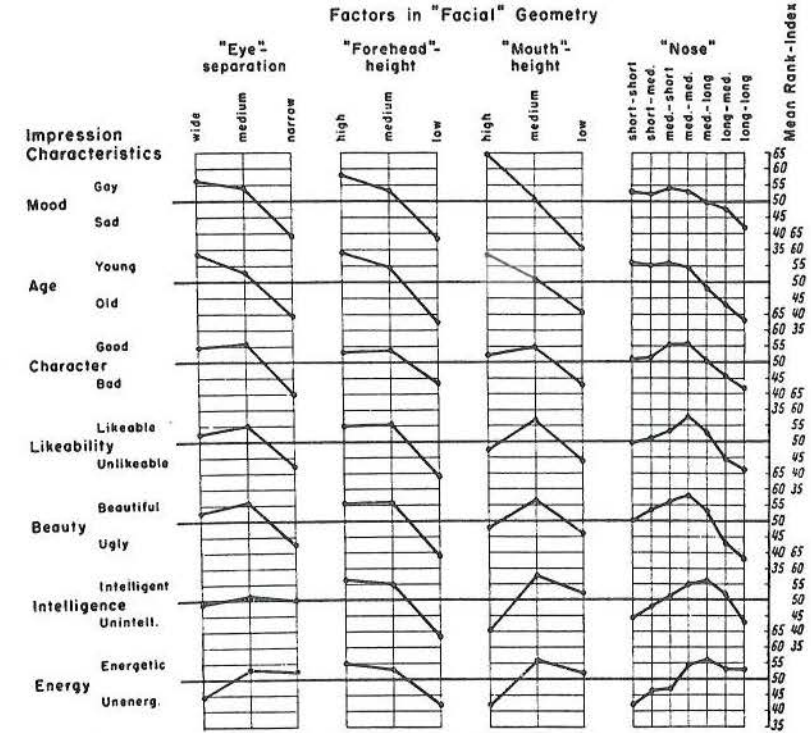 Factors in "Facial" Geometry
"Eye"-
separation
"Forehead"-
height
"Mouth"-
height
"Nose"
Mean Rank-Index
wide
medium
narrow
high
medium
low
high
medium
low
short-short
short-med.
med.-short
med.-med.
med.-long
long-med.
long-long
Impression
Characteristics
Mood
Gay
Sad
Age
Young
Old
Character
Good
Bad
Likeability
Likeable
Unlikeable
Beauty
Beautiful
Ugly
Intelligence
Intelligent
Unintell.
Energy
Energetic
Unenerg.
65
60
55
50
45
40 65
35 60
55
50
45
65 40
60 35
55
50
45
40 65
35 60
55
50
45
65 40
60 35
55
50
45
40 65
35 60
55
50
45
65 40
60 35
55
50
45
40
35